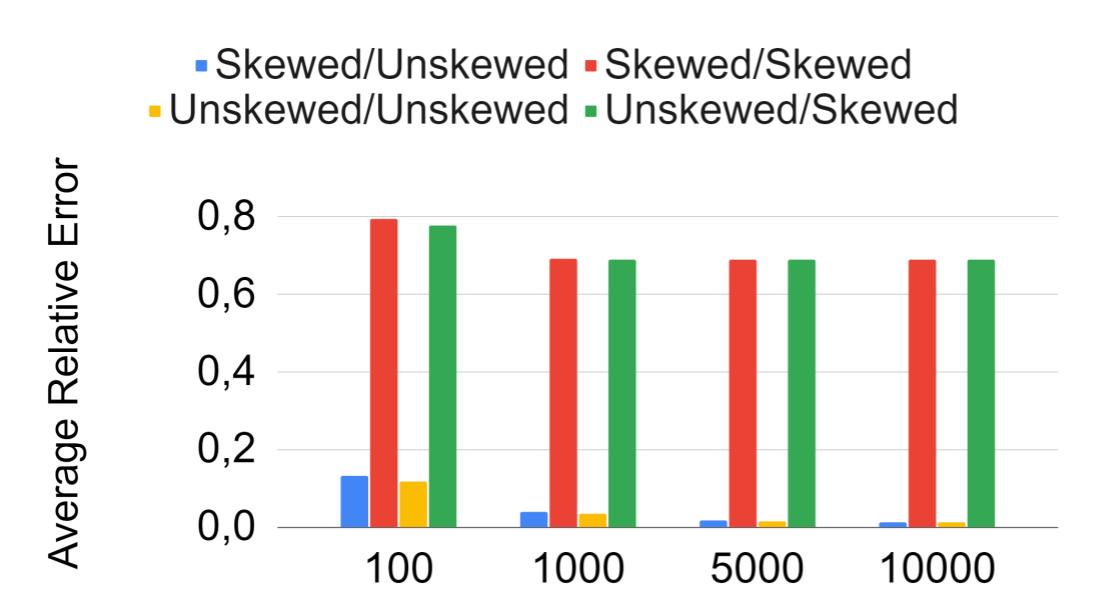 Skewed/Unskewed Skewed/Skewed
Unskewed/Unskewed Unskewed/Skewed
Average Relative Error
0,8
0,6
0,4
0,2
0,0
100 1000 5000 10000